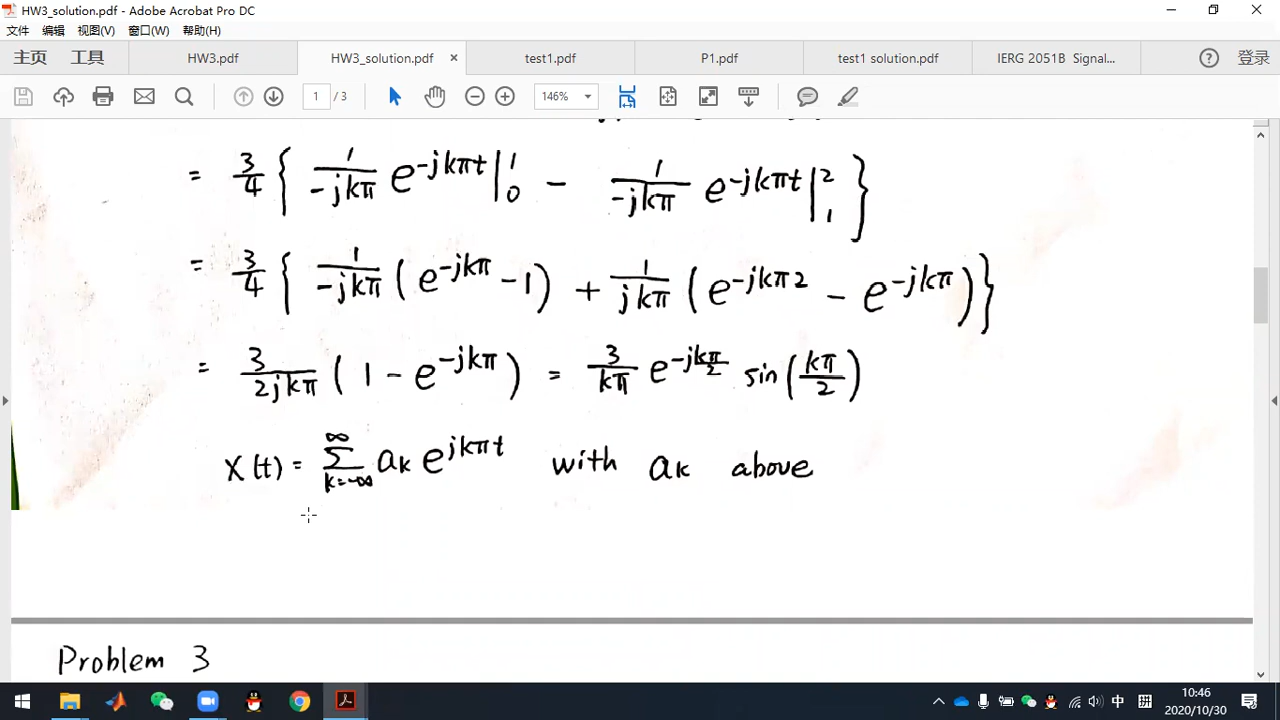 HW3_solution.pdf - Adobe Acrobat Pro DC
文件 编辑 视图(V) 窗口(W) 帮助(H)
主页 工具 HW3.pdf HW3_solution.pdf × test1.pdf P1.pdf test1 solution.pdf IERG 2051B Signal... 登录
1 / 3 146%
= 3/4 { 1/(-jkπ) e^{-jkπt} |_0^1 - 1/(-jkπ) e^{-jkπt} |_1^2 }
= 3/4 { 1/(-jkπ) ( e^{-jkπ} - 1 ) + 1/(jkπ) ( e^{-jkπ2} - e^{-jkπ} ) }
= 3/(2jkπ) ( 1 - e^{-jkπ} ) = 3/(kπ) e^{-jkπ/2} sin( kπ/2 )
x(t) = ∑_{k=-∞}^{∞} a_k e^{jkπt} with a_k above
Problem 3
中 拼 10:46
2020/10/30